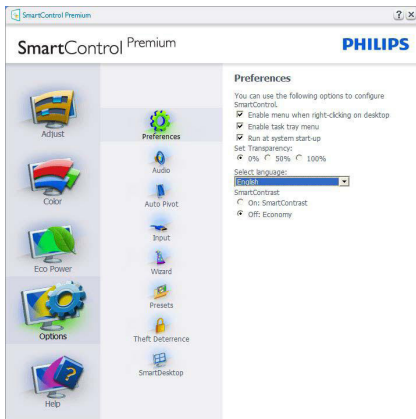 SmartControl Premium
SmartControl Premium
PHILIPS
Adjust
Color
Eco Power
Options
Help
Preferences
Audio
Auto Pivot
Input
Wizard
Presets
Theft Deterrence
SmartDesktop
Preferences
You can use the following options to configure
SmartControl.
Enable menu when right-clicking on desktop
Enable task tray menu
Run at system start-up
Set Transparency:
0% 50% 100%
Select language:
English
SmartContrast
On: SmartContrast
Off: Economy